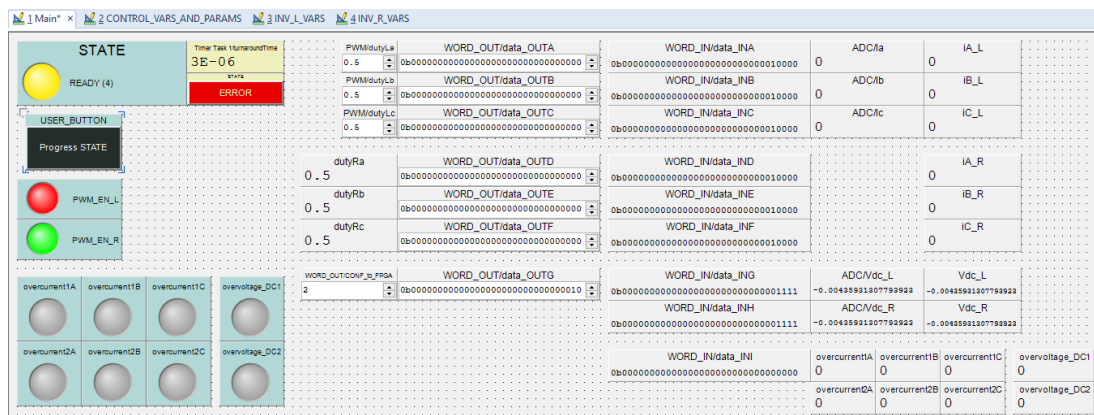 1 Main* × 2 CONTROL_VARS_AND_PARAMS 3 INV_L_VARS 4 INV_R_VARS
STATE
READY (4)
Timer Task 1/turnaroundTime
3E-06
STATE
ERROR
USER_BUTTON
Progress STATE
PWM_EN_L
PWM_EN_R
overcurrent1A overcurrent1B overcurrent1C overvoltage_DC1
overcurrent2A overcurrent2B overcurrent2C overvoltage_DC2
PWM/dutyLa WORD_OUT/data_OUTA WORD_IN/data_INA ADC/Ia iA_L
0.5 0b00000000000000000000000000000000 0b00000000000000000000000000010000 0 0
PWM/dutyLb WORD_OUT/data_OUTB WORD_IN/data_INB ADC/Ib iB_L
0.5 0b00000000000000000000000000000000 0b00000000000000000000000000010000 0 0
PWM/dutyLc WORD_OUT/data_OUTC WORD_IN/data_INC ADC/Ic iC_L
0.5 0b00000000000000000000000000000000 0b00000000000000000000000000010000 0 0
dutyRa WORD_OUT/data_OUTD WORD_IN/data_IND iA_R
0.5 0b00000000000000000000000000000000 0b00000000000000000000000000010000 0
dutyRb WORD_OUT/data_OUTE WORD_IN/data_INE iB_R
0.5 0b00000000000000000000000000000000 0b00000000000000000000000000010000 0
dutyRc WORD_OUT/data_OUTF WORD_IN/data_INF iC_R
0.5 0b00000000000000000000000000000000 0b00000000000000000000000000010000 0
WORD_OUT/CONF_to_FPGA WORD_OUT/data_OUTG WORD_IN/data_ING ADC/Vdc_L Vdc_L
2 0b00000000000000000000000000000010 0b00000000000000000000000000001111 -0.00435931307793923 -0.00435931307793923
WORD_IN/data_INH ADC/Vdc_R Vdc_R
0b00000000000000000000000000001111 -0.00435931307793923 -0.00435931307793923
WORD_IN/data_INI overcurrent1A overcurrent1B overcurrent1C overvoltage_DC1
0b00000000000000000000000000000000 0 0 0 0
overcurrent2A overcurrent2B overcurrent2C overvoltage_DC2
0 0 0 0